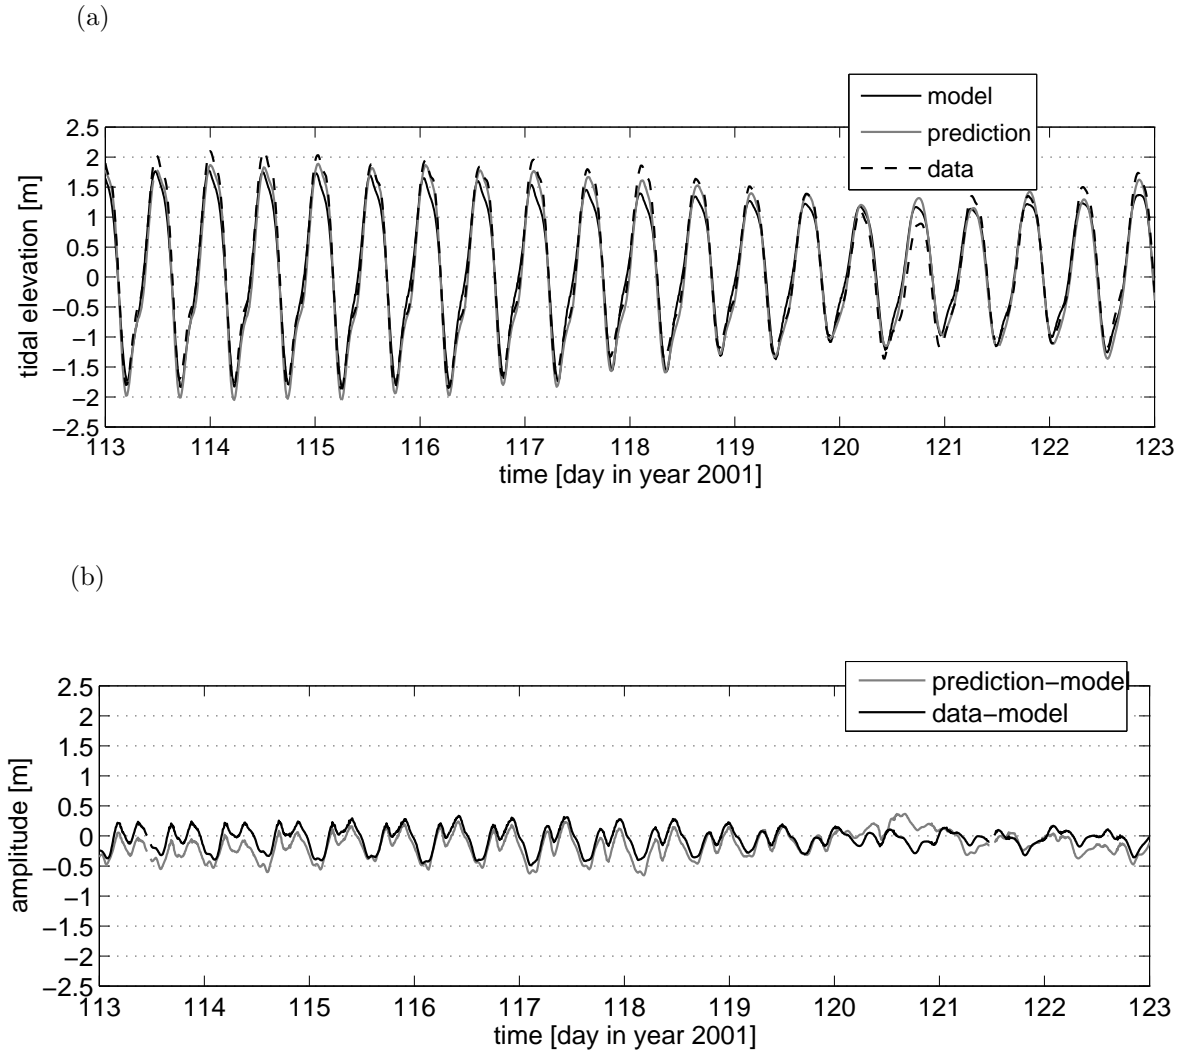 (a)
model
prediction
data
2.5
2
1.5
1
0.5
0
−0.5
−1
−1.5
−2
−2.5
tidal elevation [m]
113 114 115 116 117 118 119 120 121 122 123
time [day in year 2001]
(b)
prediction−model
data−model
2.5
2
1.5
1
0.5
0
−0.5
−1
−1.5
−2
−2.5
amplitude [m]
113 114 115 116 117 118 119 120 121 122 123
time [day in year 2001]